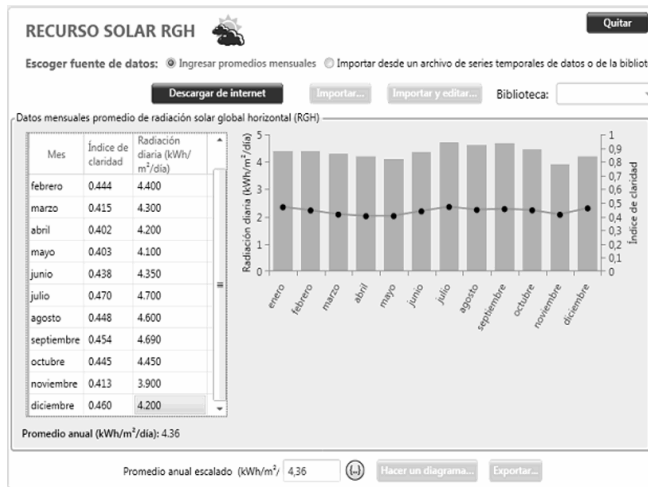 RECURSO SOLAR RGH
Quitar
Escoger fuente de datos: Ingresar promedios mensuales Importar desde un archivo de series temporales de datos o de la bibliote
Descargar de internet Importar... Importar y editar... Biblioteca:
Datos mensuales promedio de radiación solar global horizontal (RGH)
Mes Índice de claridad Radiación diaria (kWh/m²/día)
febrero 0.444 4.400
marzo 0.415 4.300
abril 0.402 4.200
mayo 0.403 4.100
junio 0.438 4.350
julio 0.470 4.700
agosto 0.448 4.600
septiembre 0.454 4.690
octubre 0.445 4.450
noviembre 0.413 3.900
diciembre 0.460 4.200
Radiación diaria (kWh/m²/día)
5
4
3
2
1
0
1
0,9
0,8
0,7
0,6
0,5
0,4
0,3
0,2
0,1
0
Índice de claridad
enero febrero marzo abril mayo junio julio agosto septiembre octubre noviembre diciembre
Promedio anual (kWh/m²/día): 4.36
Promedio anual escalado (kWh/m²/ 4,36 {..} Hacer un diagrama... Exportar...